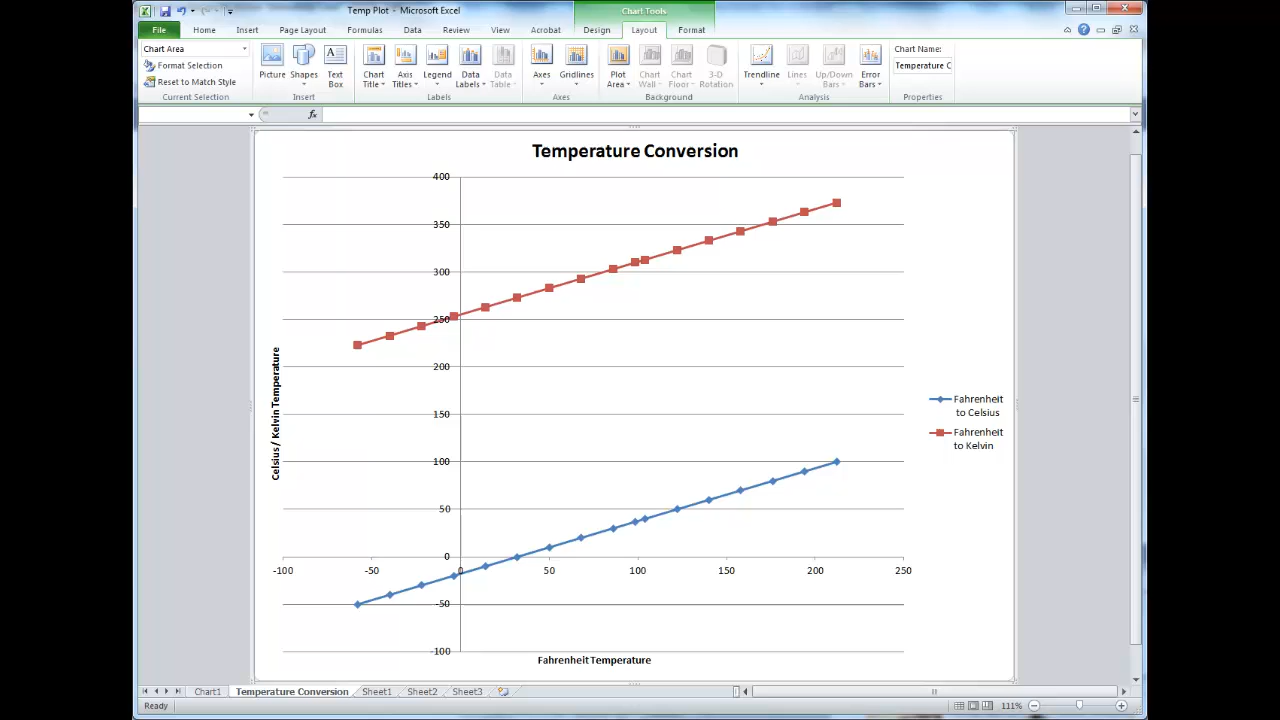 Temp Plot - Microsoft Excel
Chart Tools
File Home Insert Page Layout Formulas Data Review View Acrobat Design Layout Format
Chart Area
Format Selection
Reset to Match Style
Current Selection
Picture Shapes Text Box
Insert
Chart Title Axis Titles Legend Data Labels Data Table
Labels
Axes Gridlines
Axes
Plot Area Chart Wall Chart Floor 3-D Rotation
Background
Trendline Lines Up/Down Bars Error Bars
Analysis
Chart Name:
Temperature C
Properties
fx
Temperature Conversion
400
350
300
250
200
150
100
50
0
-50
-100
-100 -50 0 50 100 150 200 250
Celsius / Kelvin Temperature
Fahrenheit Temperature
Fahrenheit
to Celsius
Fahrenheit
to Kelvin
Chart1 Temperature Conversion Sheet1 Sheet2 Sheet3
Ready
111%